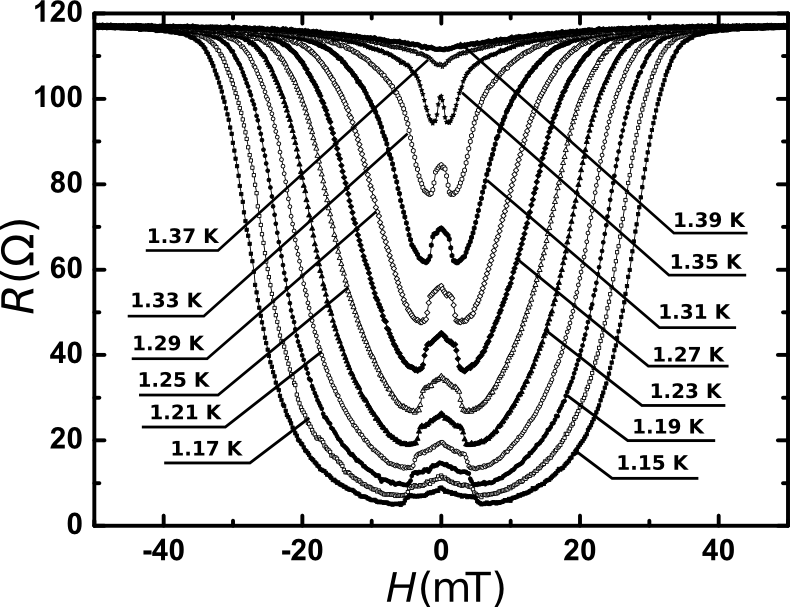 120
100
80
60
40
20
0
R(Ω)
1.37 K
1.33 K
1.29 K
1.25 K
1.21 K
1.17 K
1.39 K
1.35 K
1.31 K
1.27 K
1.23 K
1.19 K
1.15 K
-40 -20 0 20 40
H(mT)